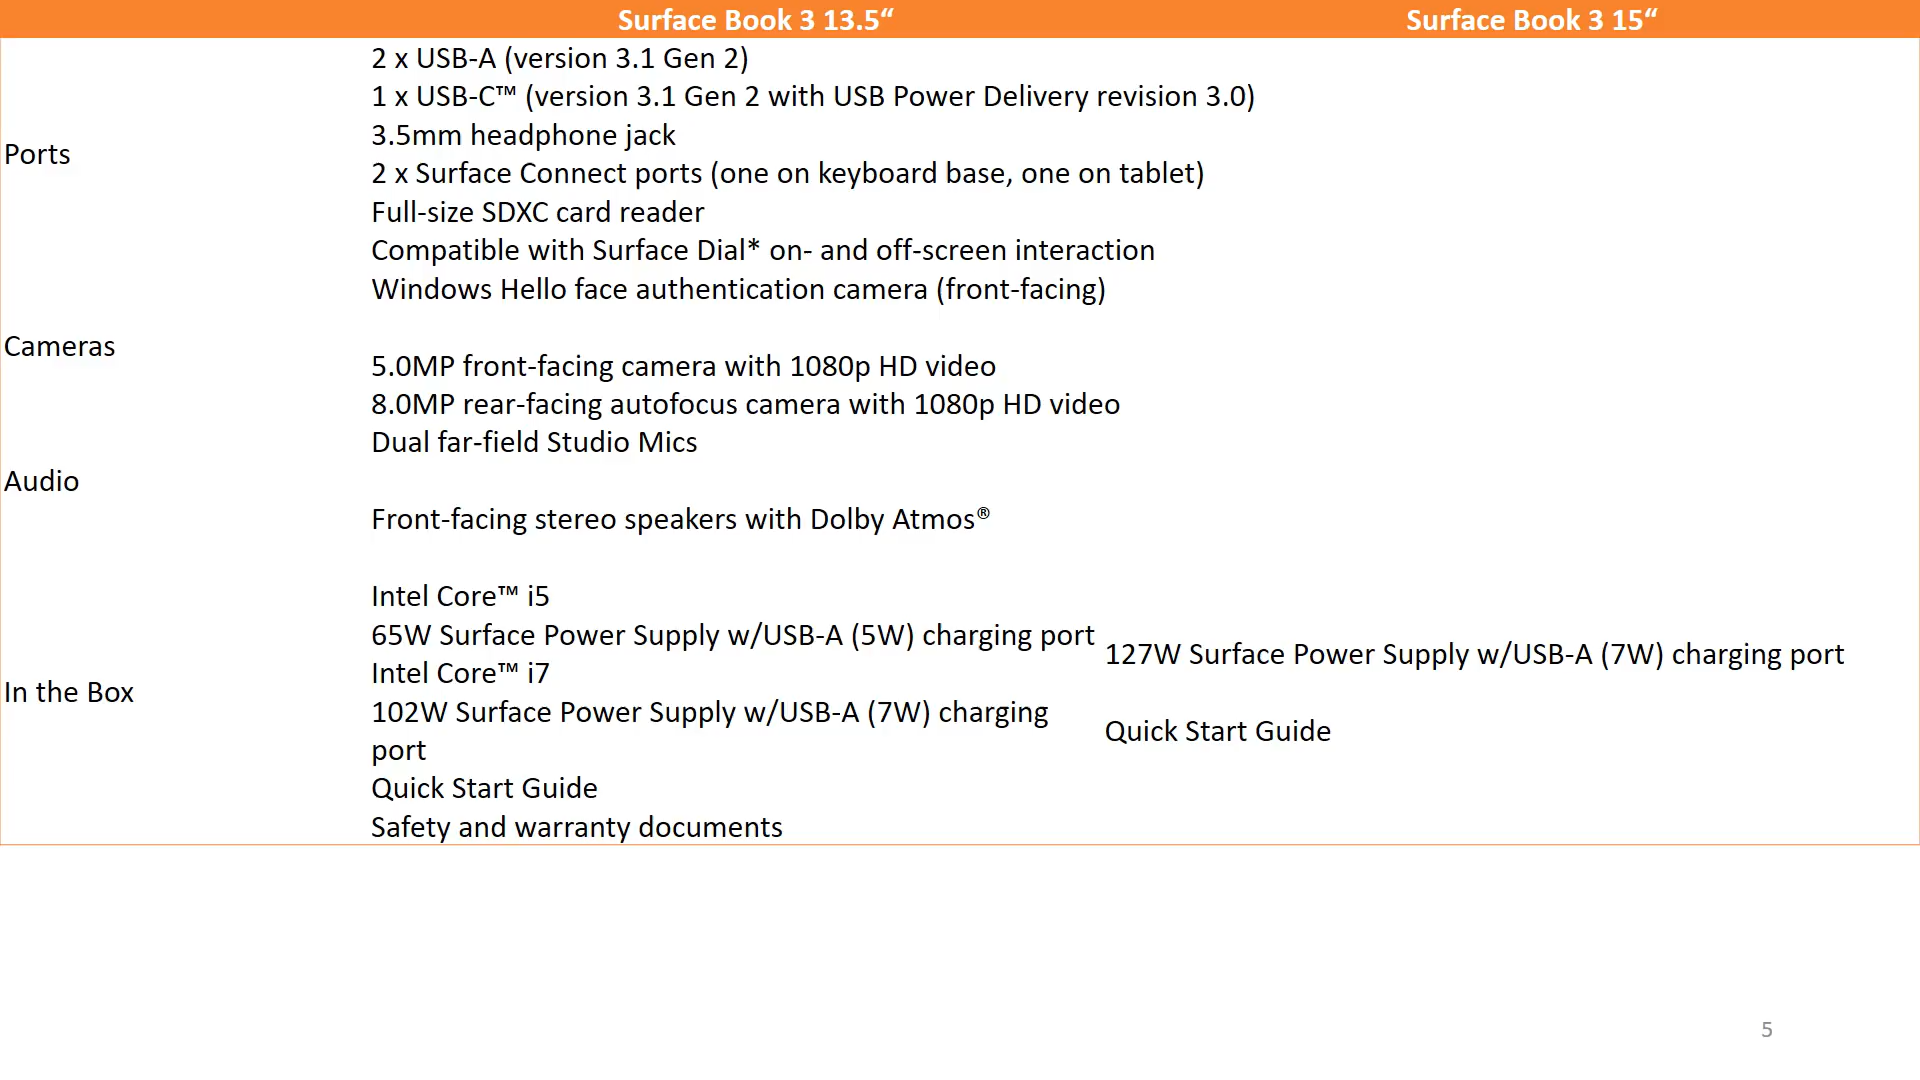 Surface Book 3 13.5“
Surface Book 3 15“
Ports
2 x USB-A (version 3.1 Gen 2)
1 x USB-C™ (version 3.1 Gen 2 with USB Power Delivery revision 3.0)
3.5mm headphone jack
2 x Surface Connect ports (one on keyboard base, one on tablet)
Full-size SDXC card reader
Compatible with Surface Dial* on- and off-screen interaction
Cameras
Windows Hello face authentication camera (front-facing)
5.0MP front-facing camera with 1080p HD video
8.0MP rear-facing autofocus camera with 1080p HD video
Audio
Dual far-field Studio Mics
Front-facing stereo speakers with Dolby Atmos®
In the Box
Intel Core™ i5
65W Surface Power Supply w/USB-A (5W) charging port
Intel Core™ i7
102W Surface Power Supply w/USB-A (7W) charging
port
Quick Start Guide
Safety and warranty documents
127W Surface Power Supply w/USB-A (7W) charging port
Quick Start Guide
5